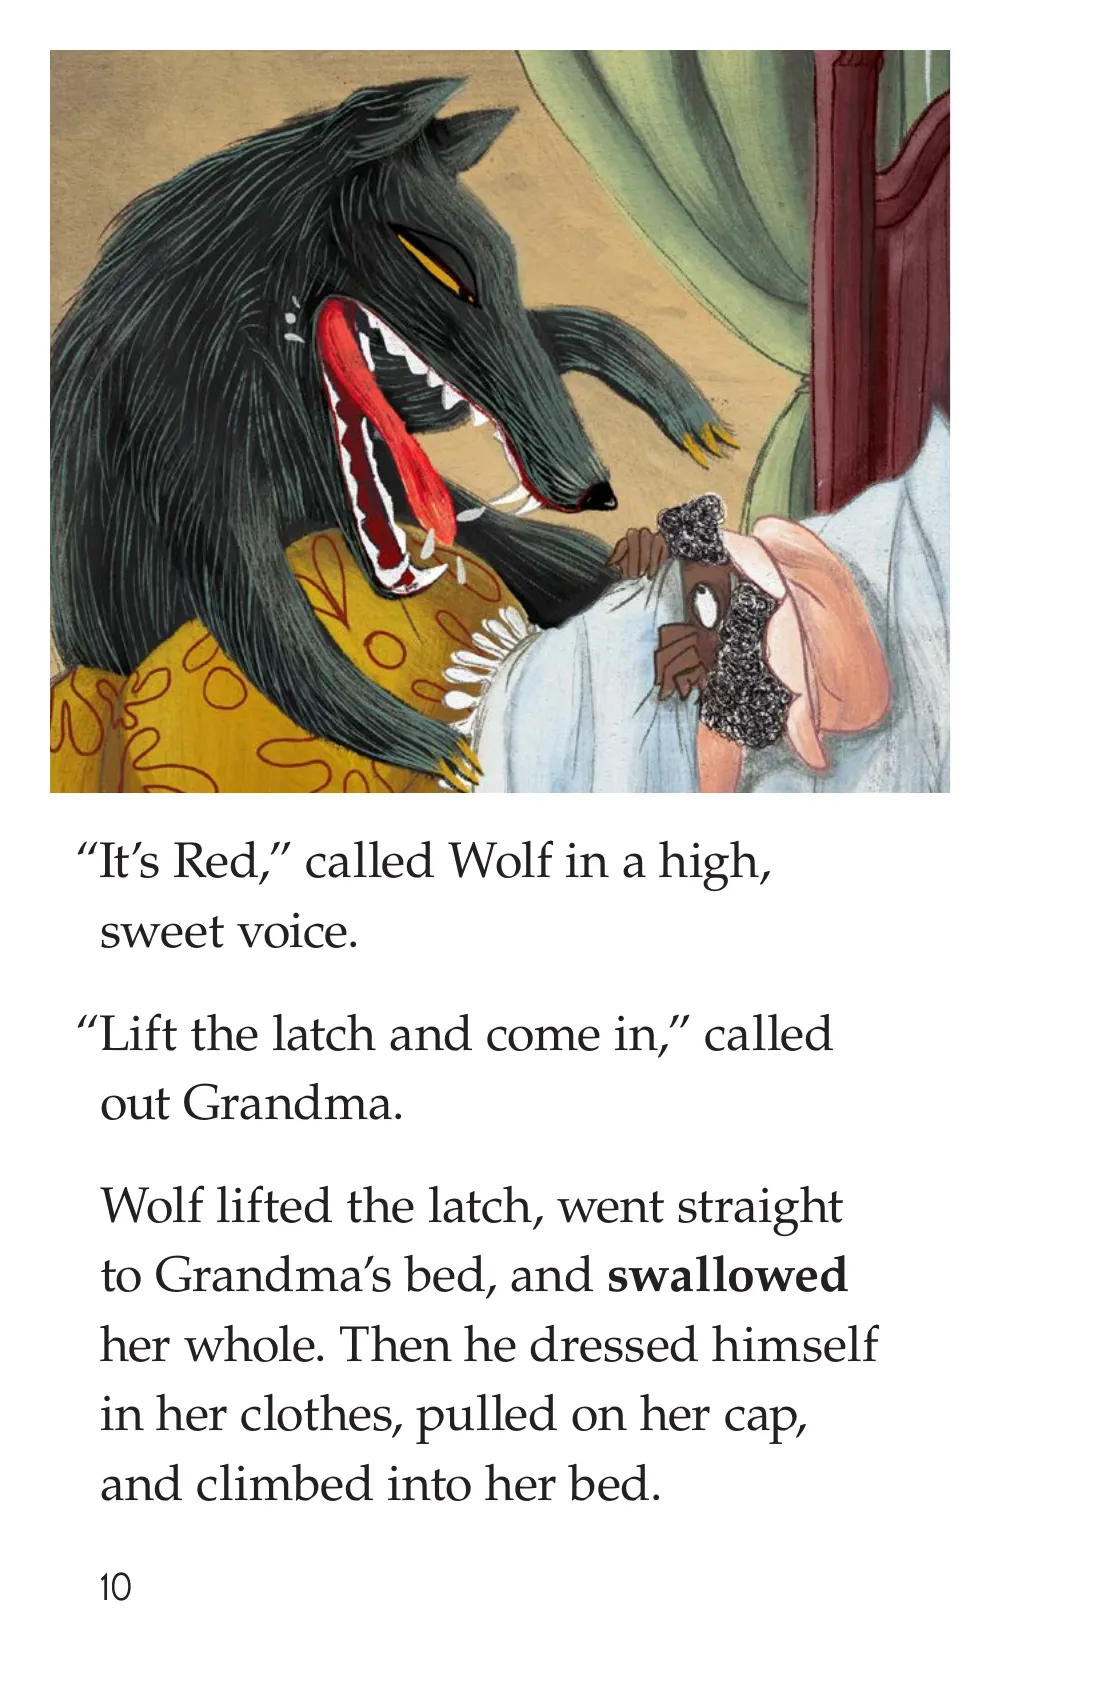 “It’s Red,” called Wolf in a high,
sweet voice.
“Lift the latch and come in,” called
out Grandma.
Wolf lifted the latch, went straight
to Grandma’s bed, and swallowed
her whole. Then he dressed himself
in her clothes, pulled on her cap,
and climbed into her bed.
10